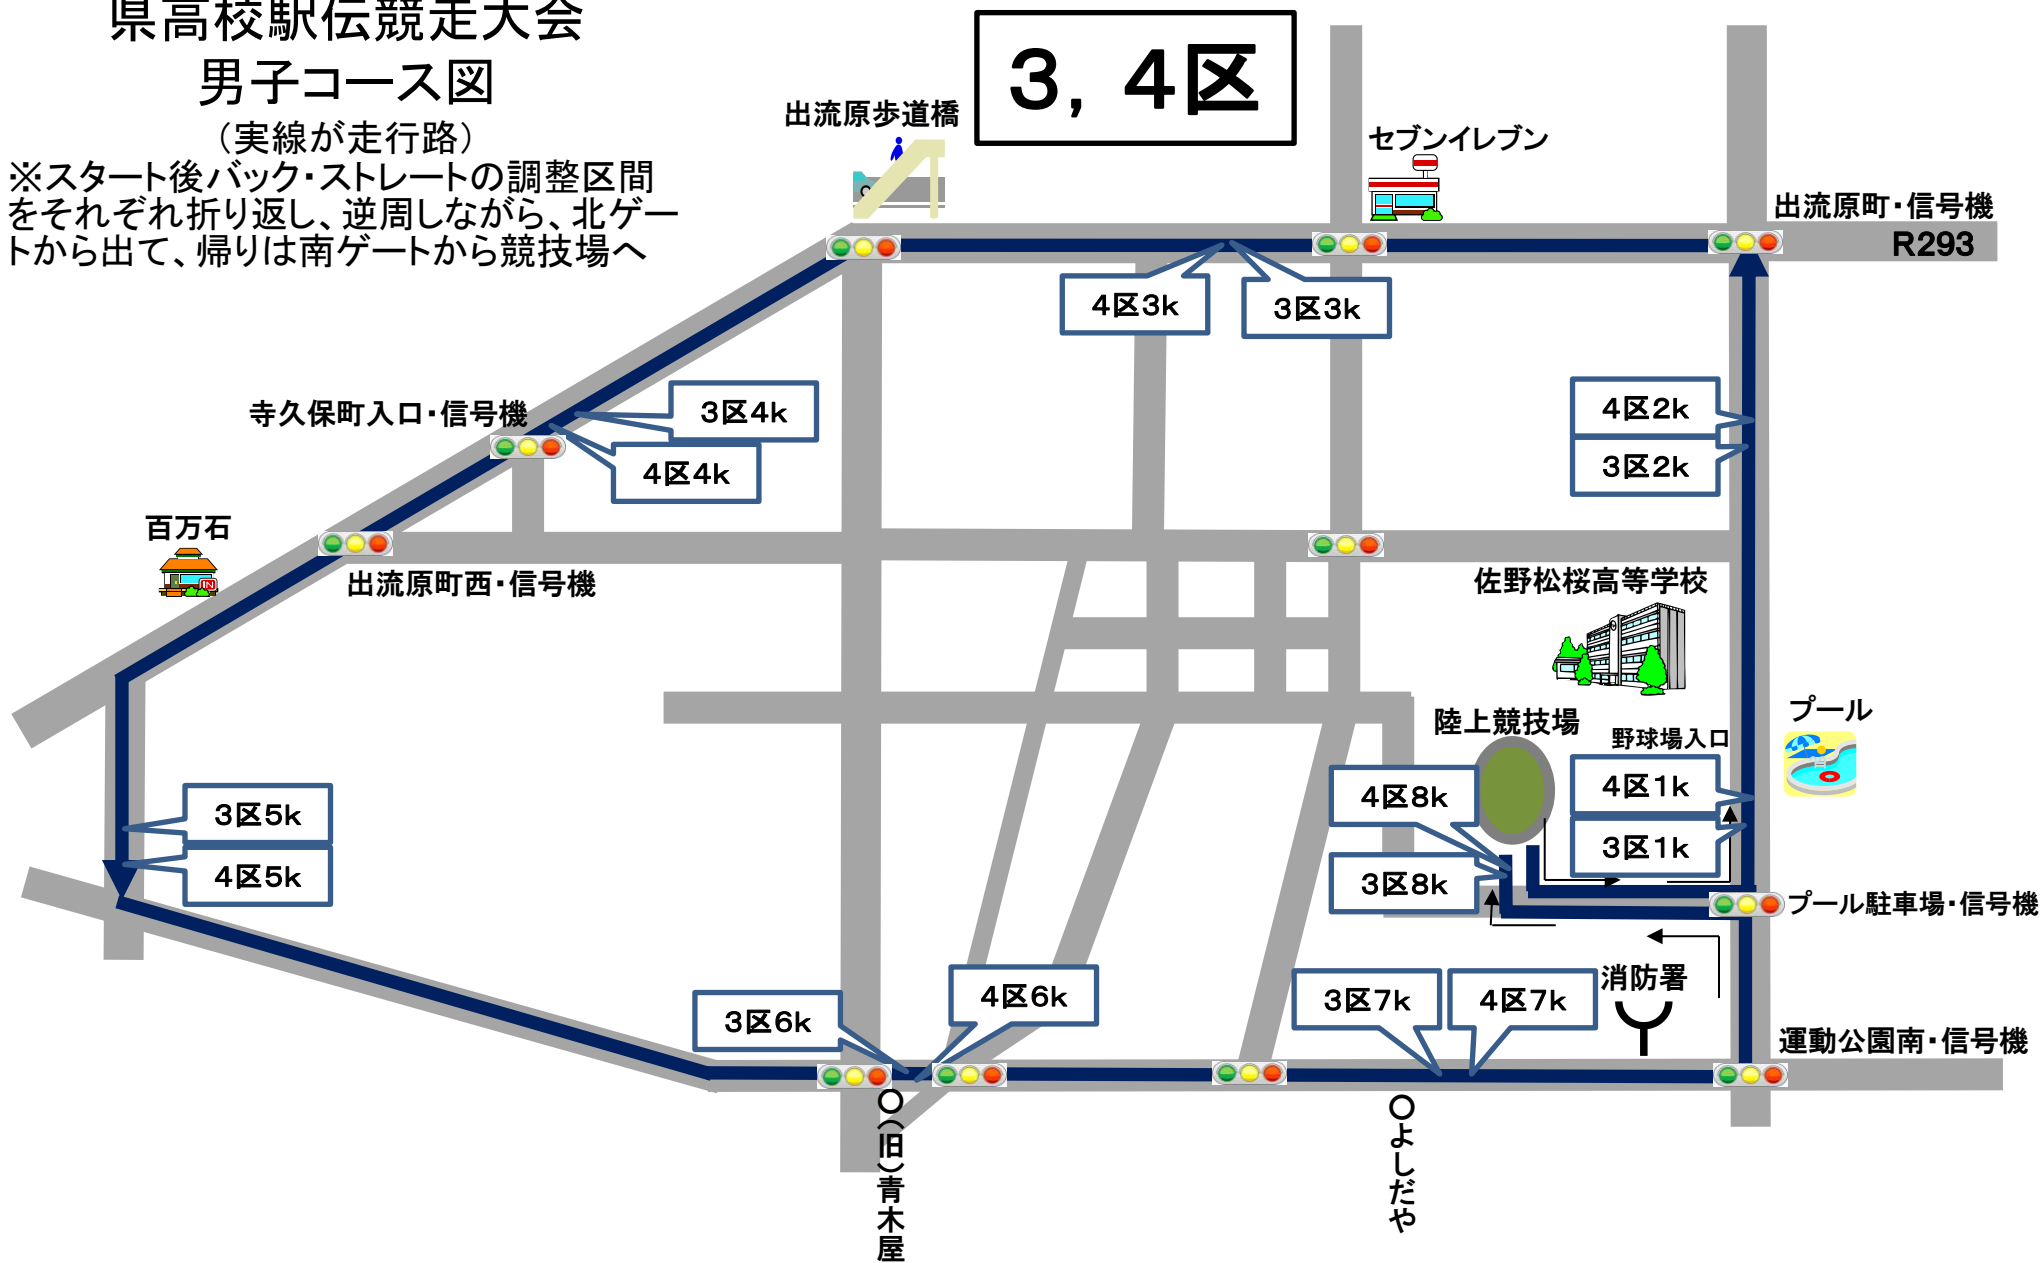 県高校駅伝競走大会
男子コース図
（実線が走行路）
※スタート後バック・ストレートの調整区間
をそれぞれ折り返し、逆周しながら、北ゲー
トから出て、帰りは南ゲートから競技場へ
3，4区
出流原歩道橋
セブンイレブン
出流原町・信号機
R293
4区3k
3区3k
寺久保町入口・信号機
3区4k
4区4k
4区2k
3区2k
百万石
出流原町西・信号機
佐野松桜高等学校
陸上競技場
野球場入口
プール
3区5k
4区5k
4区8k
3区8k
4区1k
3区1k
プール駐車場・信号機
3区6k
4区6k
3区7k
4区7k
消防署
運動公園南・信号機
○（旧）青木屋
○よしだや